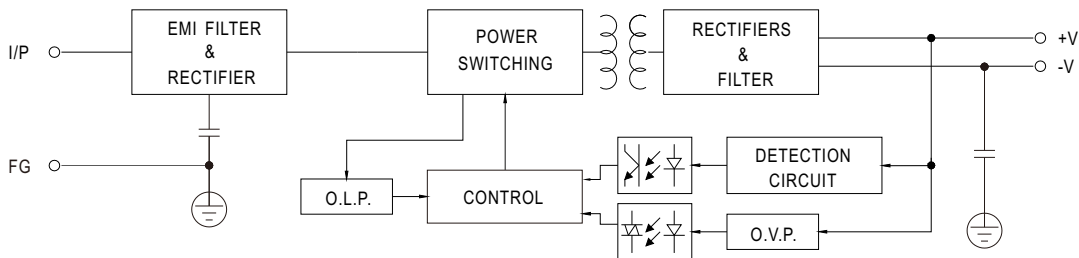 I/P
EMI FILTER
&
RECTIFIER
POWER
SWITCHING
RECTIFIERS
&
FILTER
+V
-V
FG
O.L.P.
CONTROL
DETECTION
CIRCUIT
O.V.P.